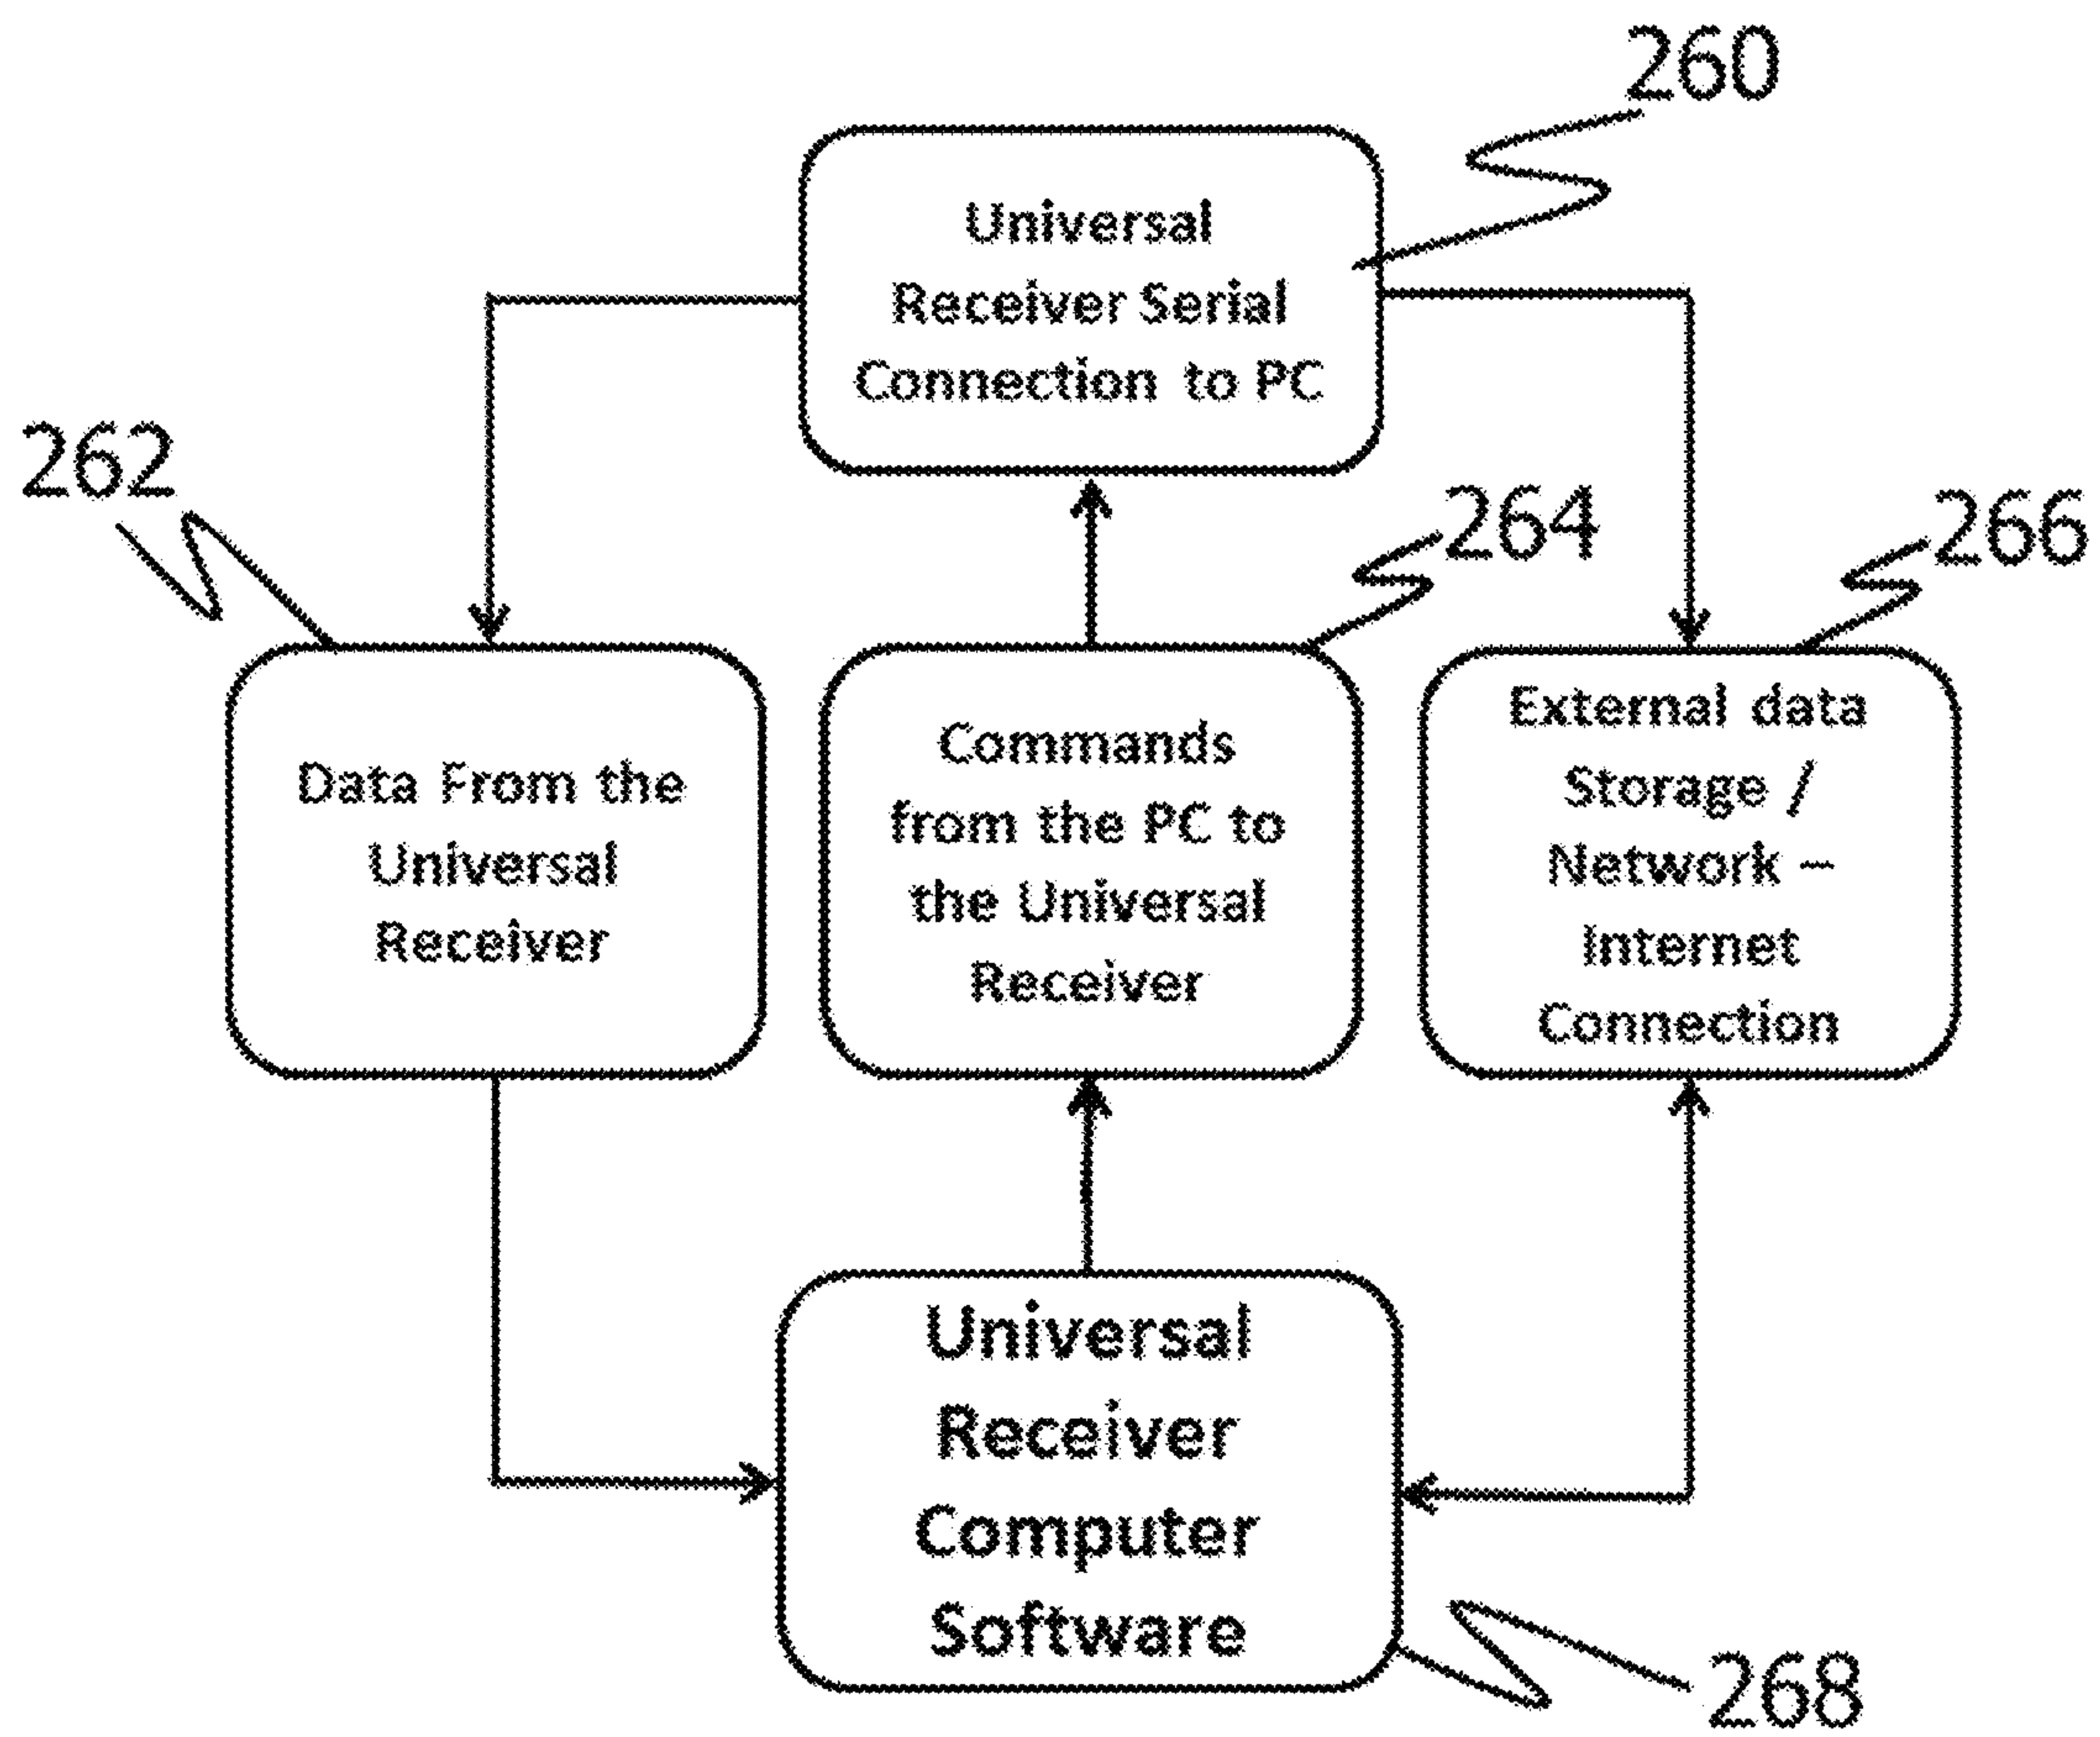 260
Universal
Receiver Serial
Connection to PC
262
264
266
Data From the
Universal
Receiver
Commands
from the PC to
the Universal
Receiver
External data
Storage /
Network –
Internet
Connection
Universal
Receiver
Computer
Software
268